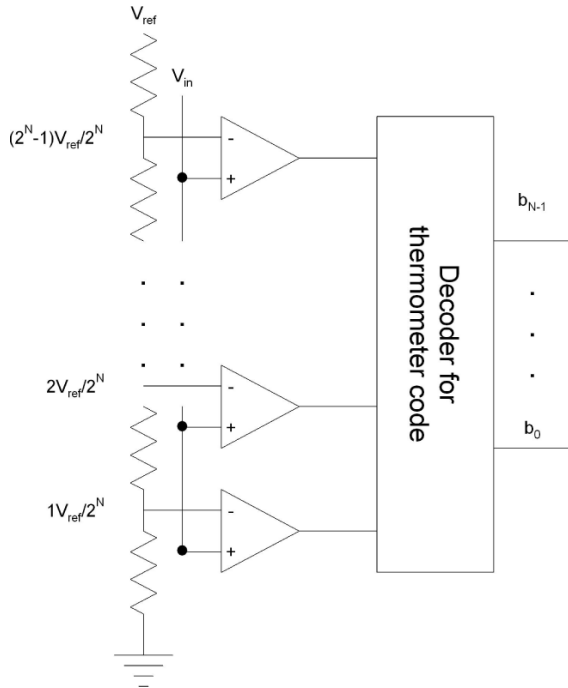 V_ref
V_in
(2^N-1)V_ref/2^N
-
+
b_N-1
Decoder for
thermometer code
2V_ref/2^N
-
+
b_0
1V_ref/2^N
-
+